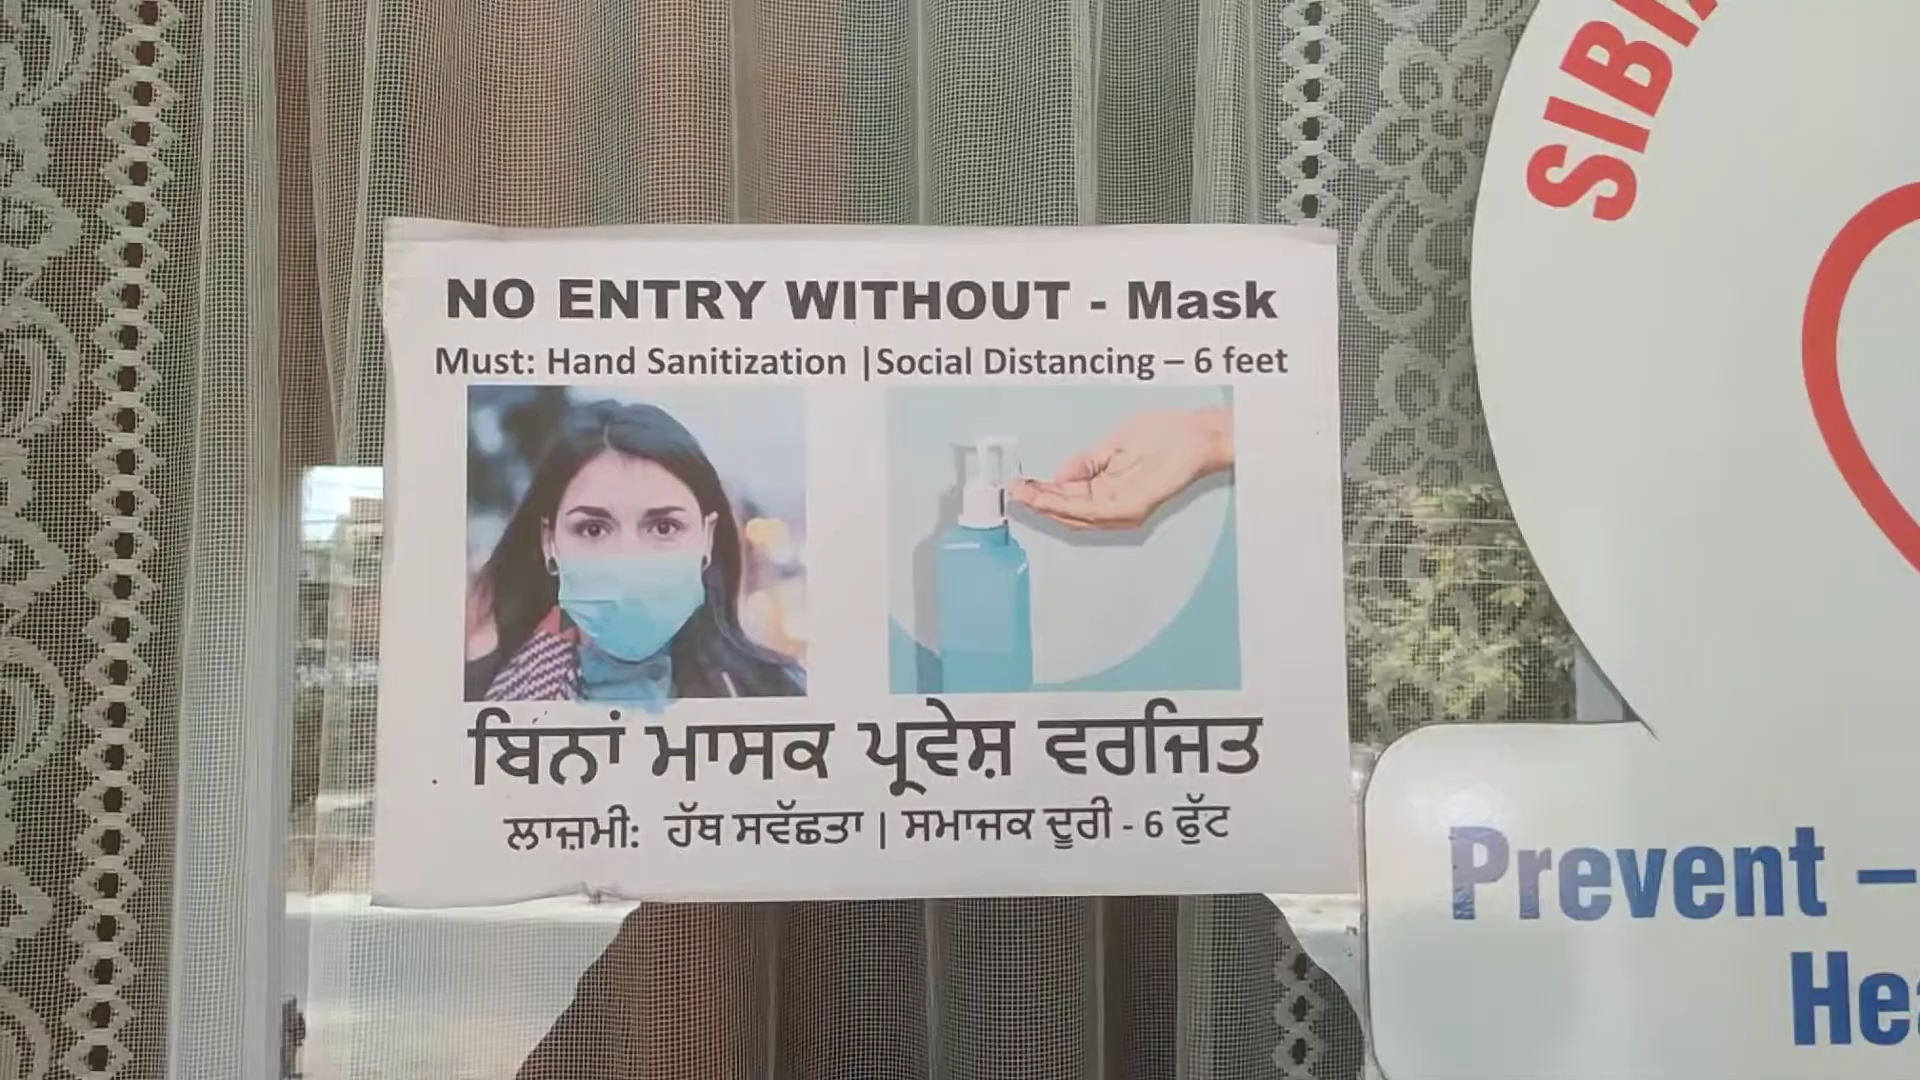 NO ENTRY WITHOUT - Mask
Must: Hand Sanitization |Social Distancing – 6 feet
ਬਿਨਾਂ ਮਾਸਕ ਪ੍ਰਵੇਸ਼ ਵਰਜਿਤ
ਲਾਜ਼ਮੀ: ਹੱਥ ਸਵੱਛਤਾ | ਸਮਾਜਕ ਦੂਰੀ - 6 ਫੁੱਟ
Prevent –